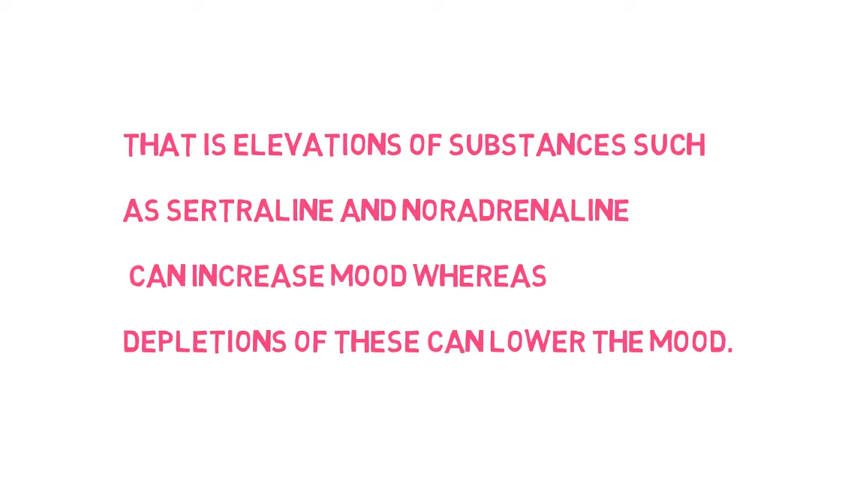 THAT IS ELEVATIONS OF SUBSTANCES SUCH
AS SERTRALINE AND NORADRENALINE
CAN INCREASE MOOD WHEREAS
DEPLETIONS OF THESE CAN LOWER THE MOOD.